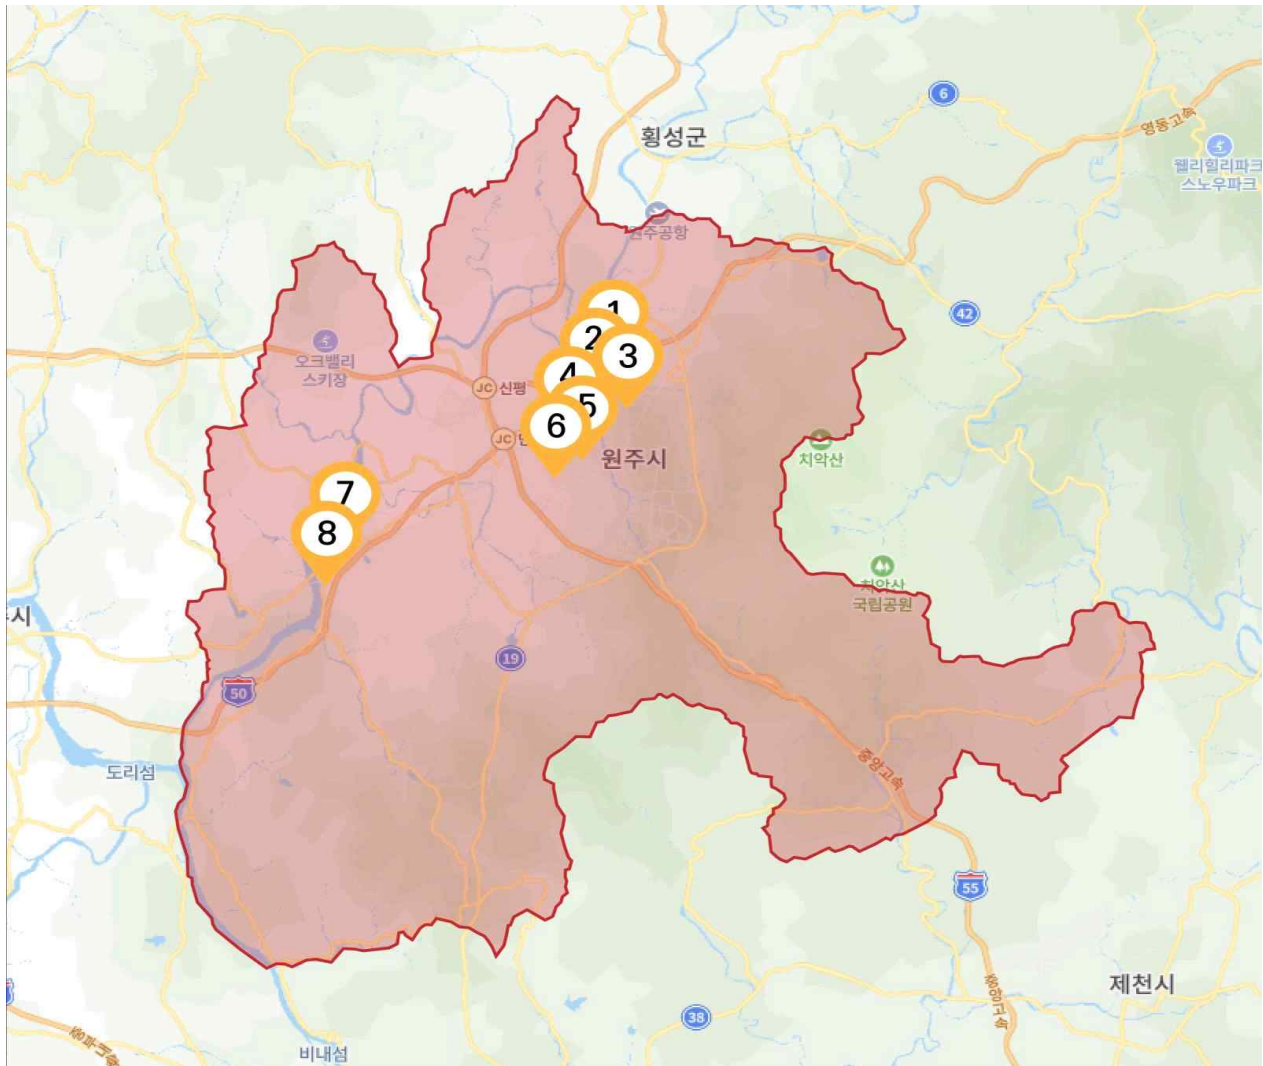 6
횡성군
영동고속
웰리힐리파크
스노우파크
원주공항
42
1
2
3
오크밸리
스키장
4
JC 신평
5
6
JC
원주시
치악산
7
8
치악산
국립공원
19
50
도리섬
중앙고속
55
제천시
중앙고속
38
비내섬